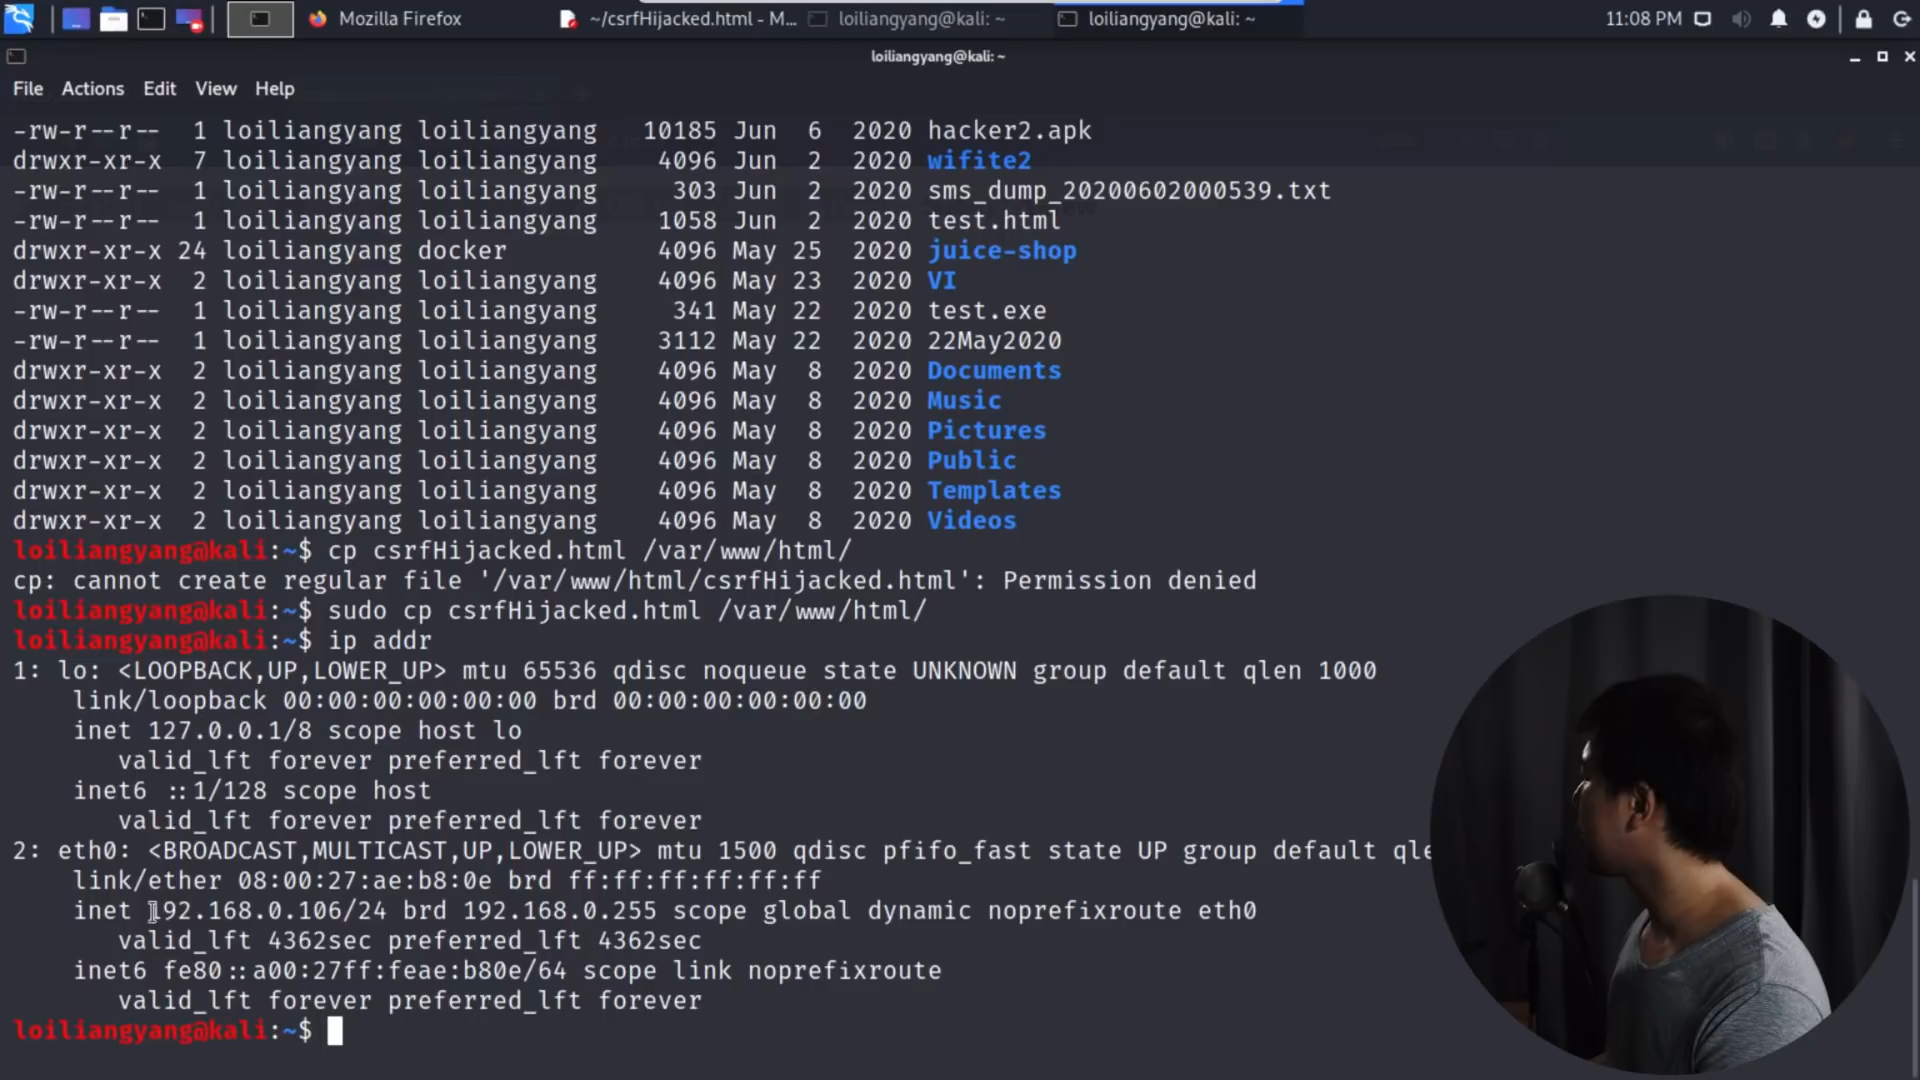 Mozilla Firefox
~/csrfHijacked.html - M...
loiliangyang@kali: ~
loiliangyang@kali: ~
11:08 PM
loiliangyang@kali: ~
File Actions Edit View Help
-rw-r--r-- 1 loiliangyang loiliangyang 10185 Jun 6 2020 hacker2.apk
drwxr-xr-x 7 loiliangyang loiliangyang 4096 Jun 2 2020 wifite2
-rw-r--r-- 1 loiliangyang loiliangyang 303 Jun 2 2020 sms_dump_20200602000539.txt
-rw-r--r-- 1 loiliangyang loiliangyang 1058 Jun 2 2020 test.html
drwxr-xr-x 24 loiliangyang docker 4096 May 25 2020 juice-shop
drwxr-xr-x 2 loiliangyang loiliangyang 4096 May 23 2020 VI
-rw-r--r-- 1 loiliangyang loiliangyang 341 May 22 2020 test.exe
-rw-r--r-- 1 loiliangyang loiliangyang 3112 May 22 2020 22May2020
drwxr-xr-x 2 loiliangyang loiliangyang 4096 May 8 2020 Documents
drwxr-xr-x 2 loiliangyang loiliangyang 4096 May 8 2020 Music
drwxr-xr-x 2 loiliangyang loiliangyang 4096 May 8 2020 Pictures
drwxr-xr-x 2 loiliangyang loiliangyang 4096 May 8 2020 Public
drwxr-xr-x 2 loiliangyang loiliangyang 4096 May 8 2020 Templates
drwxr-xr-x 2 loiliangyang loiliangyang 4096 May 8 2020 Videos
loiliangyang@kali:~$ cp csrfHijacked.html /var/www/html/
cp: cannot create regular file '/var/www/html/csrfHijacked.html': Permission denied
loiliangyang@kali:~$ sudo cp csrfHijacked.html /var/www/html/
loiliangyang@kali:~$ ip addr
1: lo: <LOOPBACK,UP,LOWER_UP> mtu 65536 qdisc noqueue state UNKNOWN group default qlen 1000
link/loopback 00:00:00:00:00:00 brd 00:00:00:00:00:00
inet 127.0.0.1/8 scope host lo
valid_lft forever preferred_lft forever
inet6 ::1/128 scope host
valid_lft forever preferred_lft forever
2: eth0: <BROADCAST,MULTICAST,UP,LOWER_UP> mtu 1500 qdisc pfifo_fast state UP group default qle
link/ether 08:00:27:ae:b8:0e brd ff:ff:ff:ff:ff:ff
inet 192.168.0.106/24 brd 192.168.0.255 scope global dynamic noprefixroute eth0
valid_lft 4362sec preferred_lft 4362sec
inet6 fe80::a00:27ff:feae:b80e/64 scope link noprefixroute
valid_lft forever preferred_lft forever
loiliangyang@kali:~$